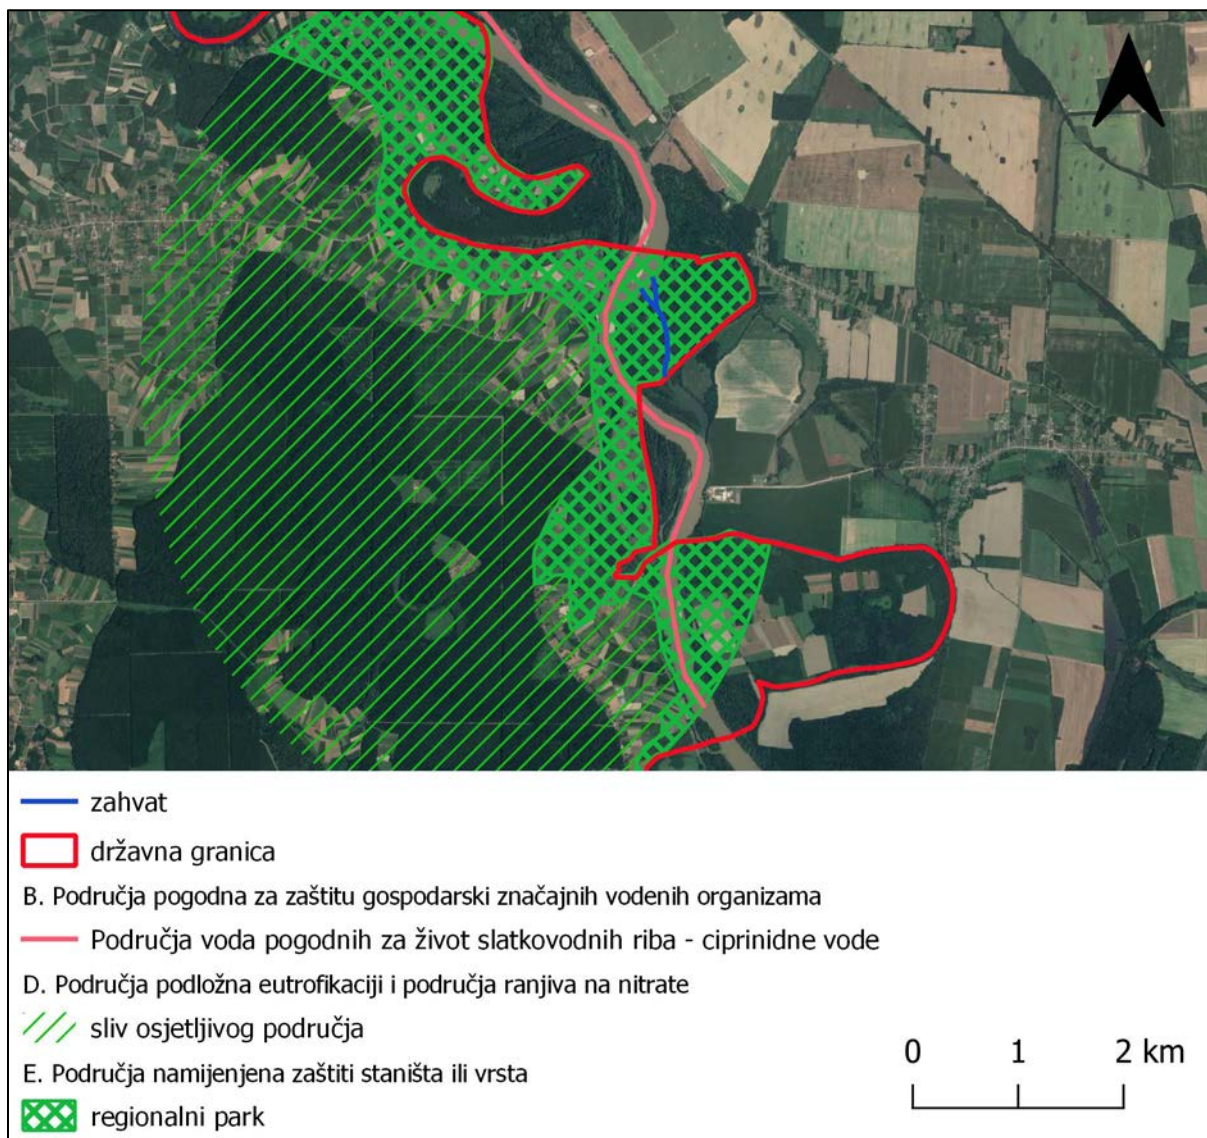 zahvat
državna granica
B. Područja pogodna za zaštitu gospodarski značajnih vodenih organizama
Područja voda pogodnih za život slatkovodnih riba - ciprinidne vode
D. Područja podložna eutrofikaciji i područja ranjiva na nitrate
sliv osjetljivog područja
E. Područja namijenjena zaštiti staništa ili vrsta
regionalni park
0 1 2 km